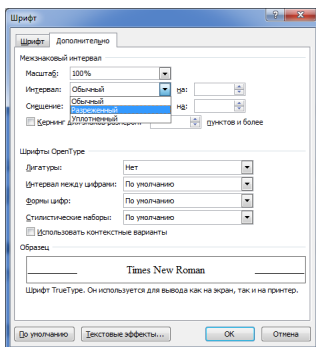 Шрифт
Шрифт Дополнительно
Межзнаковый интервал
Масштаб: 100%
Интервал: Обычный на:
Обычный
Смещение: Разреженный на:
Уплотненный
Кернинг для знаков размером: пунктов и более
Шрифты OpenType
Лигатуры: Нет
Интервал между цифрами: По умолчанию
Формы цифр: По умолчанию
Стилистические наборы: По умолчанию
Использовать контекстные варианты
Образец
Times New Roman
Шрифт TrueType. Он используется для вывода как на экран, так и на принтер.
По умолчанию Текстовые эффекты... ОК Отмена